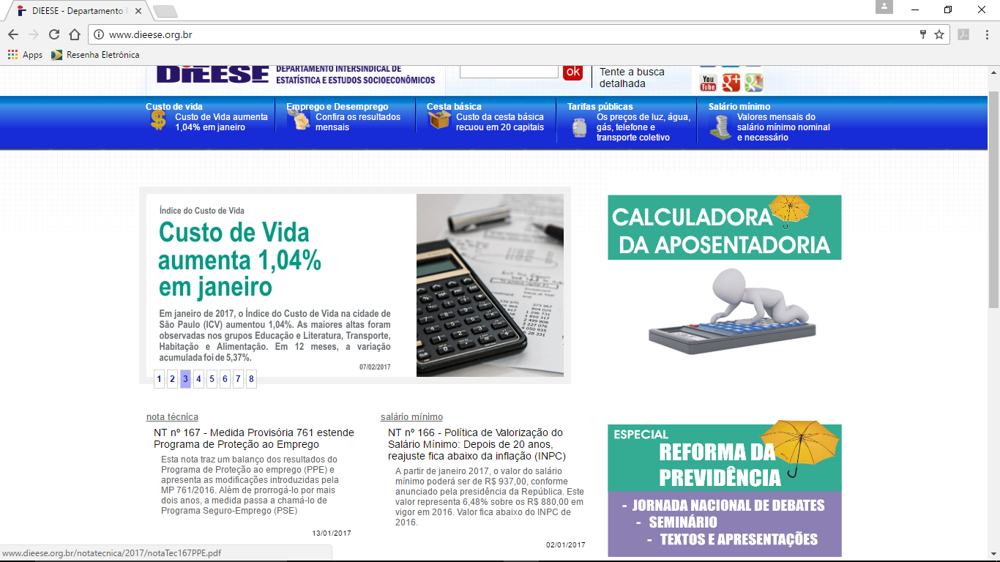 DIEESE - Departamento I
www.dieese.org.br
Apps
Resenha Eletrônica
DIEESE
DEPARTAMENTO INTERSINDICAL DE
ESTATÍSTICA E ESTUDOS SOCIOECONÔMICOS
ok
Tente a busca
detalhada
You
Tube
Custo de vida
Custo de Vida aumenta
1,04% em janeiro
Emprego e Desemprego
Confira os resultados
mensais
Cesta básica
Custo da cesta básica
recuou em 20 capitais
Tarifas públicas
Os preços de luz, água,
gás, telefone e
transporte coletivo
Salário mínimo
Valores mensais do
salário mínimo nominal
e necessário
Índice do Custo de Vida
Custo de Vida
aumenta 1,04%
em janeiro
Em janeiro de 2017, o Índice do Custo de Vida na cidade de
São Paulo (ICV) aumentou 1,04%. As maiores altas foram
observadas nos grupos Educação e Literatura, Transporte,
Habitação e Alimentação. Em 12 meses, a variação
acumulada foi de 5,37%.
07/02/2017
1 2 3 4 5 6 7 8
CALCULADORA
DA APOSENTADORIA
nota técnica
NT nº 167 - Medida Provisória 761 estende
Programa de Proteção ao Emprego
Esta nota traz um balanço dos resultados do
Programa de Proteção ao emprego (PPE) e
apresenta as modificações introduzidas pela
MP 761/2016. Além de prorrogá-lo por mais
dois anos, a medida passa a chamá-lo de
Programa Seguro-Emprego (PSE)
13/01/2017
salário mínimo
NT nº 166 - Política de Valorização do
Salário Mínimo: Depois de 20 anos,
reajuste fica abaixo da inflação (INPC)
A partir de janeiro 2017, o valor do salário
mínimo poderá ser de R$ 937,00, conforme
anunciado pela presidência da República. Este
valor representa 6,48% sobre os R$ 880,00 em
vigor em 2016. Valor fica abaixo do INPC de
2016.
02/01/2017
ESPECIAL
REFORMA DA
PREVIDÊNCIA
- JORNADA NACIONAL DE DEBATES
- SEMINÁRIO
- TEXTOS E APRESENTAÇÕES
www.dieese.org.br/notatecnica/2017/notaTec167PPE.pdf